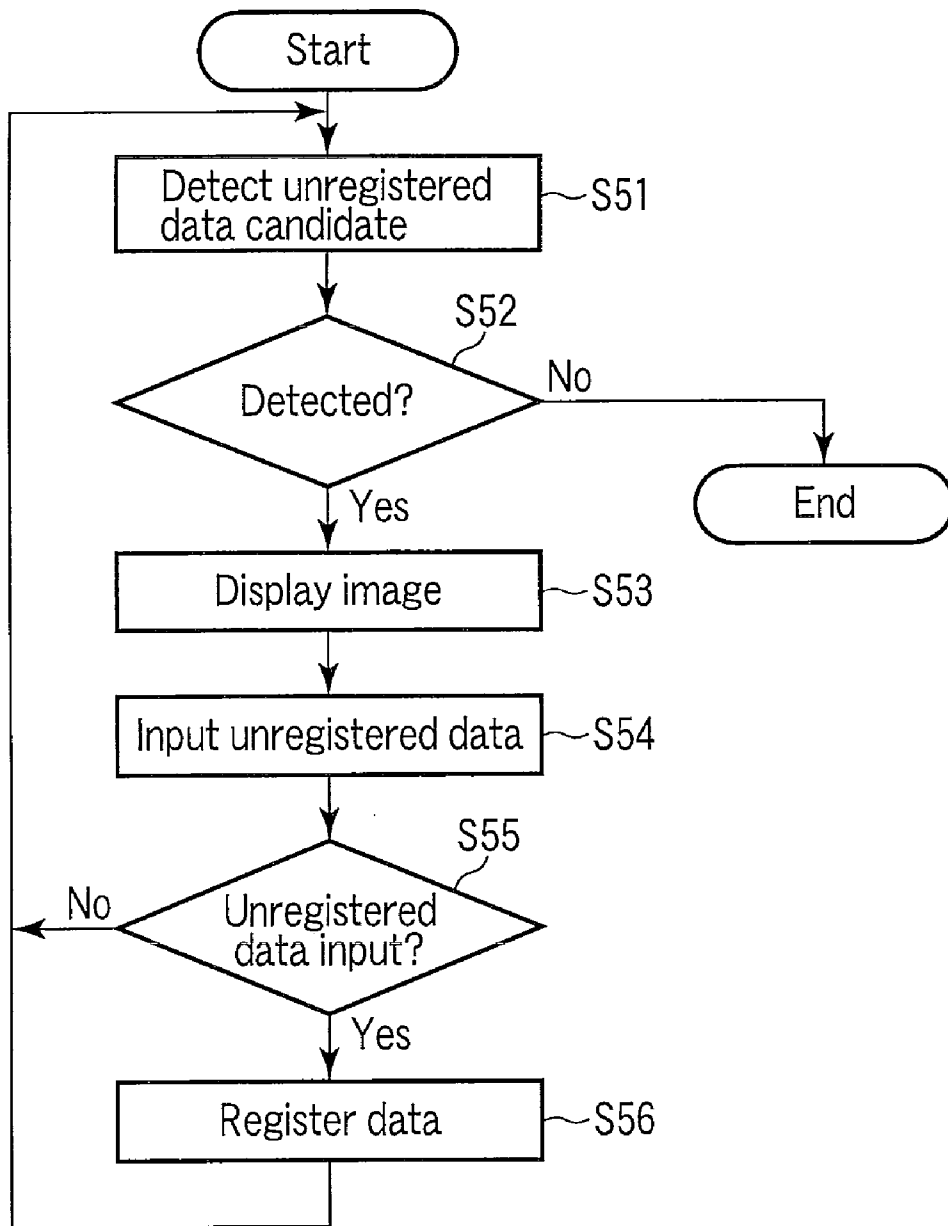 Start
Detect unregistered
data candidate
S51
S52
Detected?
No
Yes
End
Display image
S53
Input unregistered data
S54
S55
No
Unregistered
data input?
Yes
Register data
S56